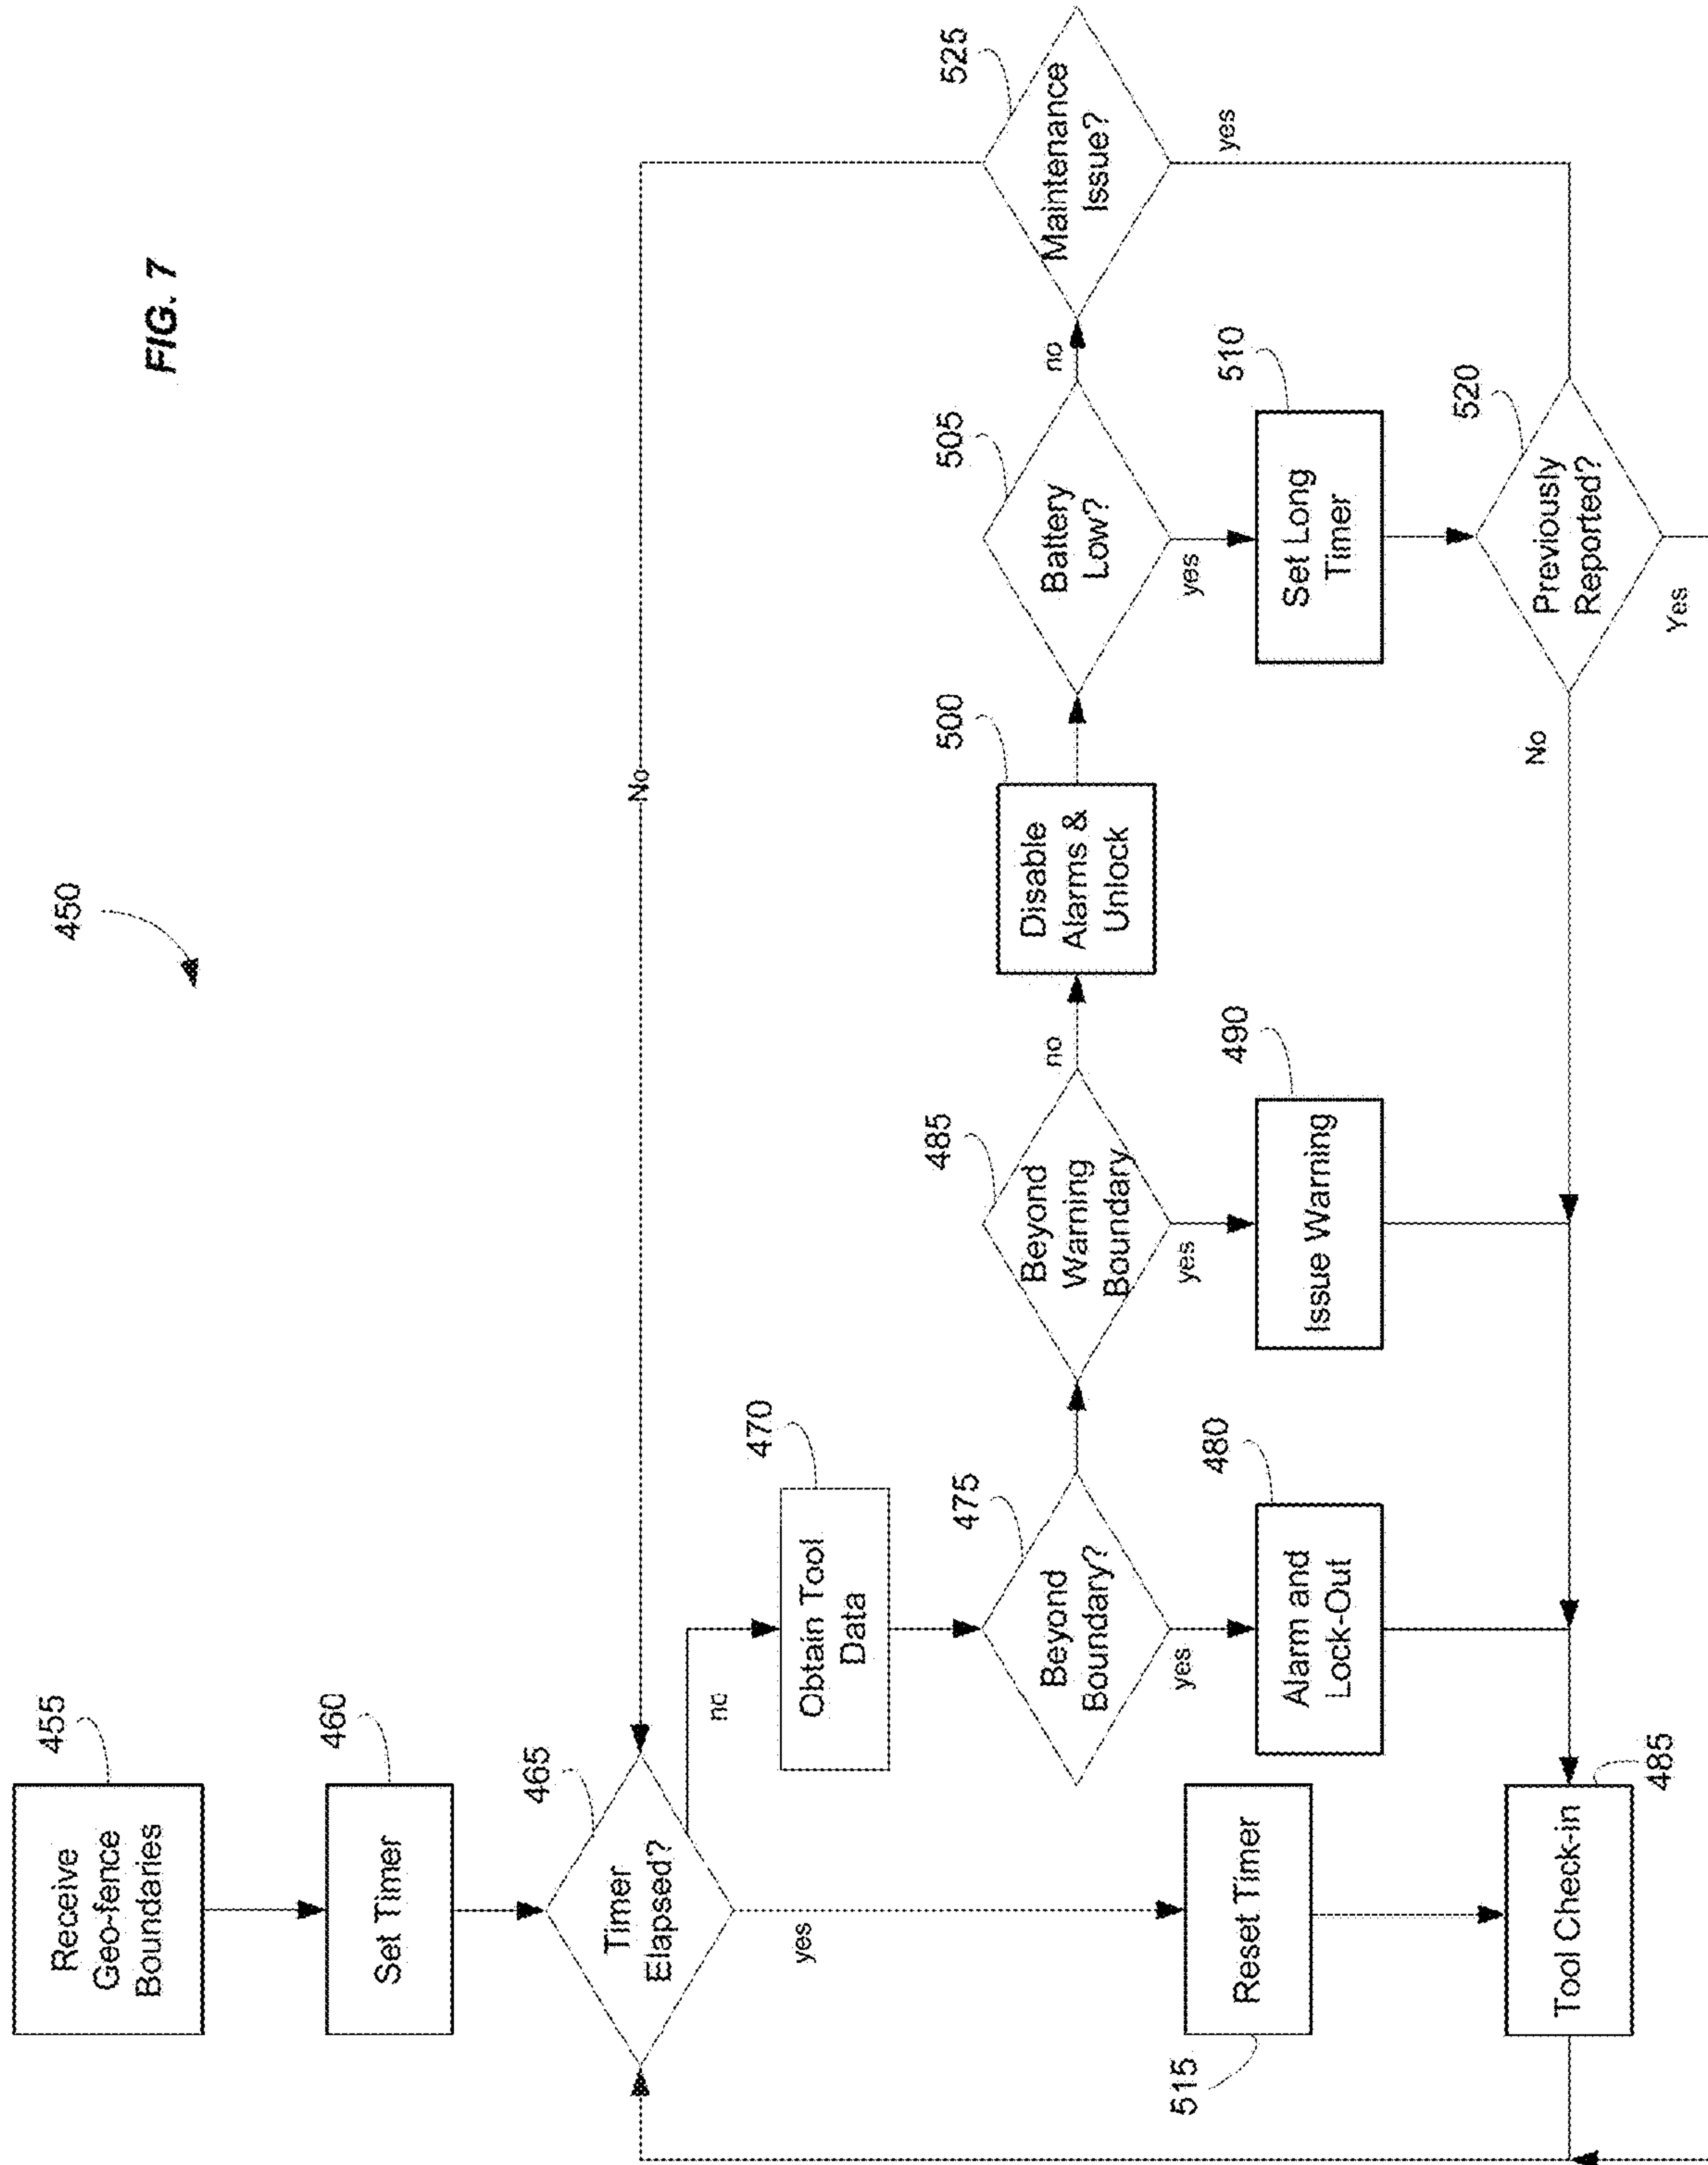 FIG. 7
450
455
Receive
Geo-fence
Boundaries
460
Set Timer
465
Timer
Elapsed?
no
yes
470
Obtain Tool
Data
475
Beyond
Boundary?
yes
480
Alarm and
Lock-Out
485
Beyond
Warning
Boundary
no
yes
490
Issue Warning
500
Disable
Alarms &
Unlock
505
Battery
Low?
no
yes
510
Set Long
Timer
525
Maintenance
Issue?
No
yes
520
Previously
Reported?
No
Yes
515
Reset Timer
485
Tool Check-in